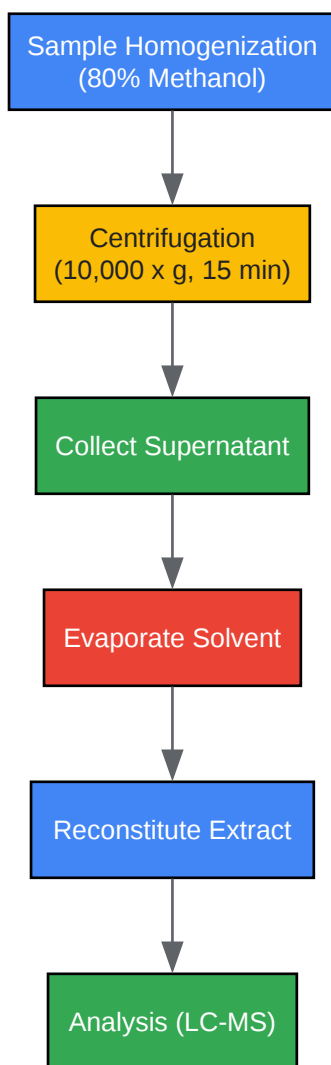 Sample Homogenization
(80% Methanol)
Centrifugation
(10,000 x g, 15 min)
Collect Supernatant
Evaporate Solvent
Reconstitute Extract
Analysis (LC-MS)